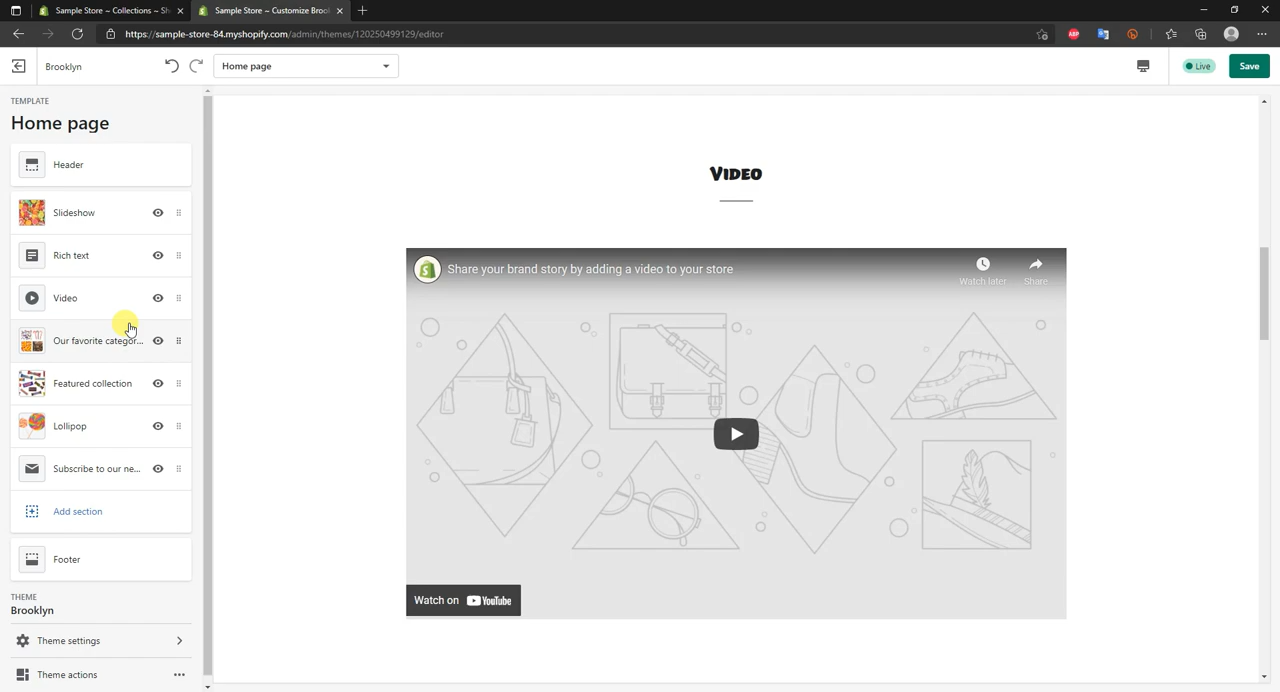 Sample Store ~ Collections ~ Sh
Sample Store ~ Customize Brookl
https://sample-store-84.myshopify.com/admin/themes/120250499129/editor
ABP
Brooklyn
Home page
Live
Save
TEMPLATE
Home page
Header
Slideshow
Rich text
Video
Our favorite categor...
Featured collection
Lollipop
Subscribe to our ne...
Add section
Footer
THEME
Brooklyn
Theme settings
Theme actions
VIDEO
Share your brand story by adding a video to your store
Watch later
Share
Watch on YouTube